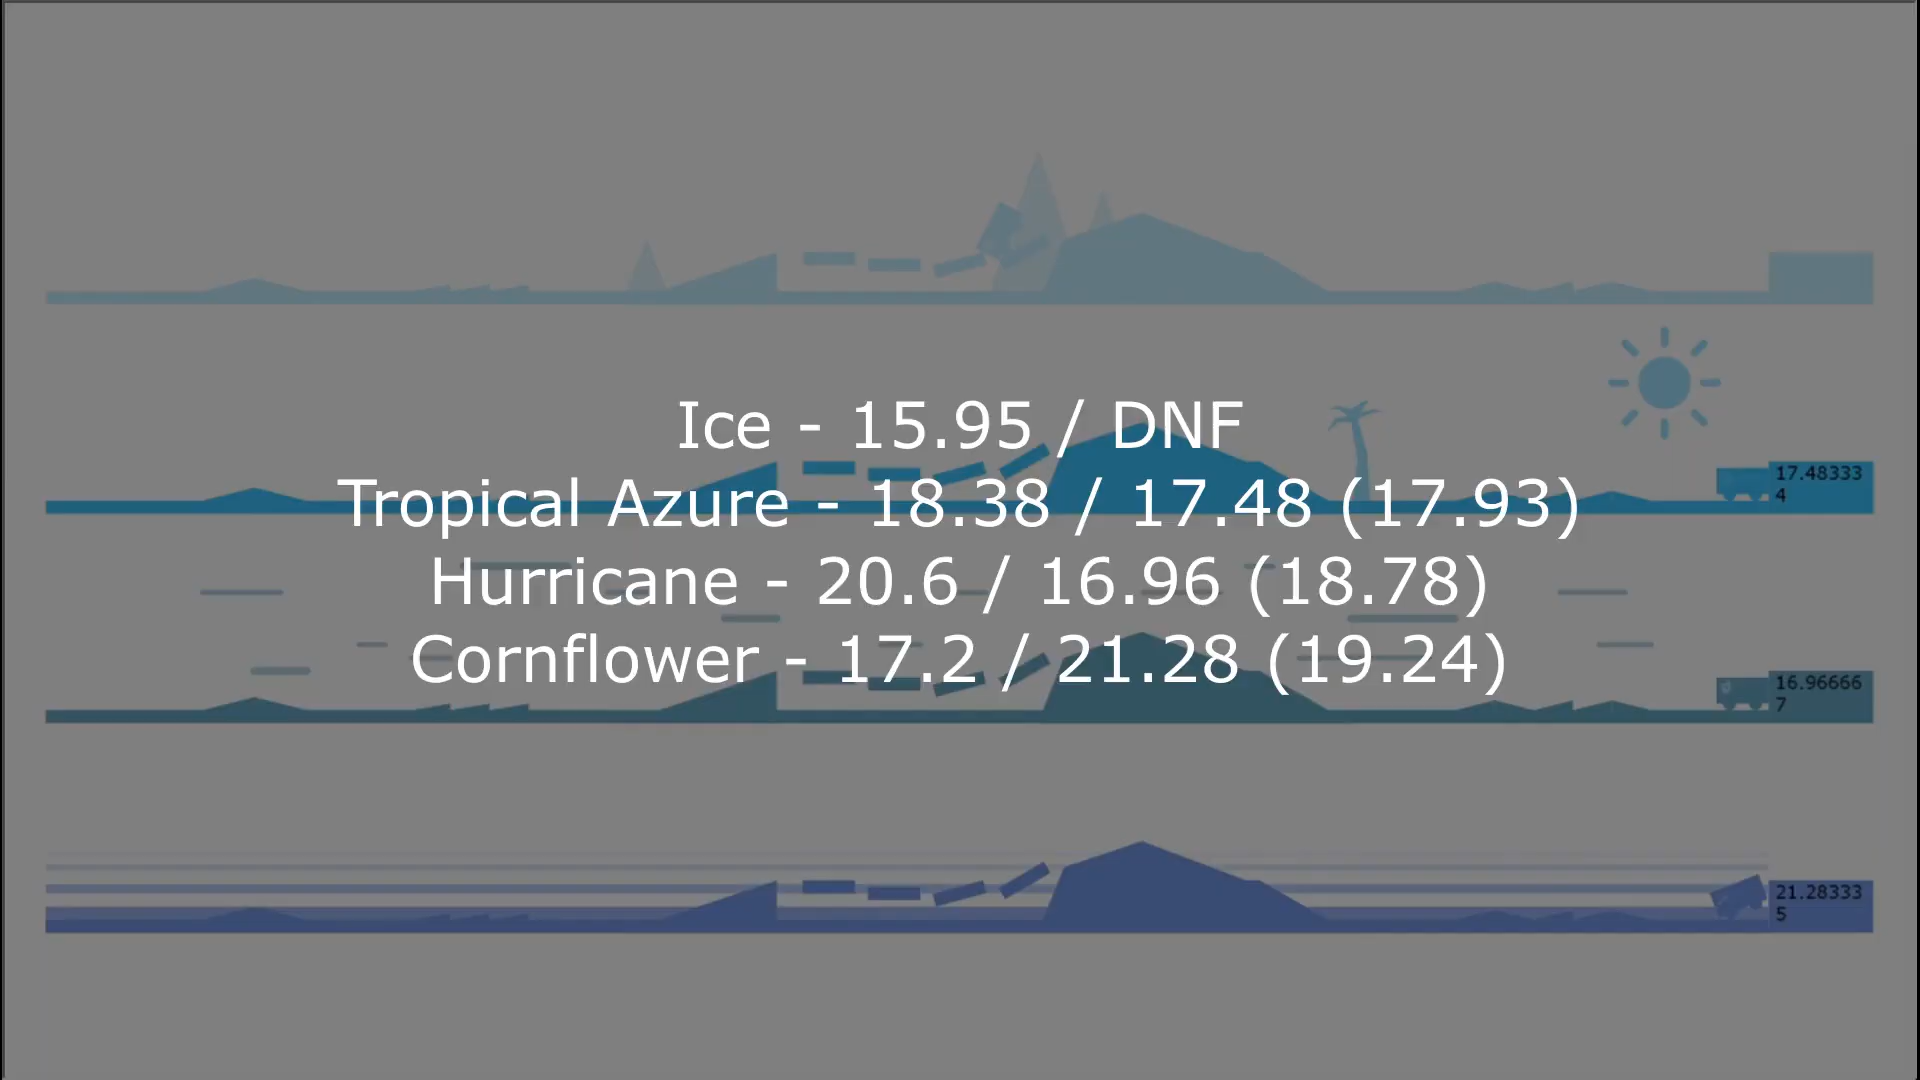 Ice - 15.95 / DNF
17.48333
4
Tropical Azure - 18.38 / 17.48 (17.93)
Hurricane - 20.6 / 16.96 (18.78)
Cornflower - 17.2 / 21.28 (19.24)
16.96666
7
21.28333
5